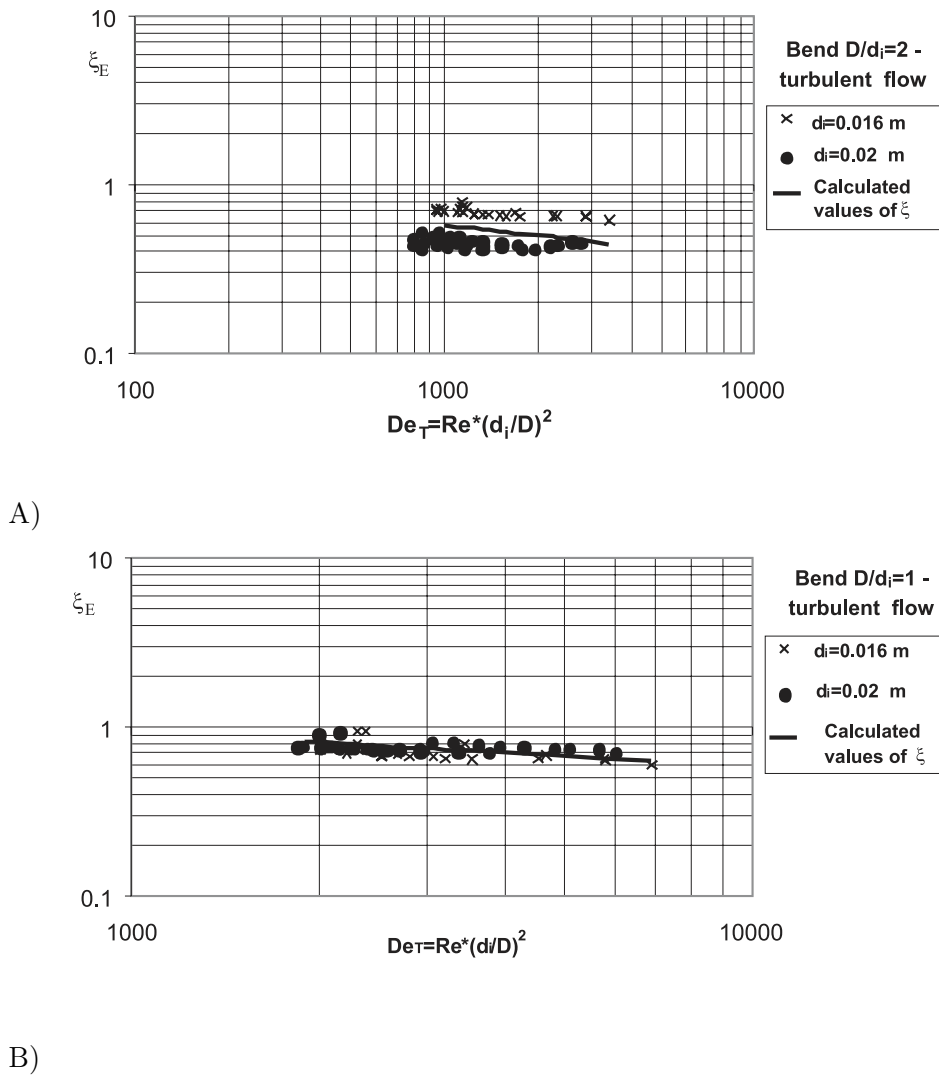 10
ξE
1
0.1
100
1000
10000
DeT=Re*(di/D)2
Bend D/di=2 -
turbulent flow
di=0.016 m
di=0.02 m
Calculated
values of ξ
A)
10
ξE
1
0.1
1000
10000
DeT=Re*(di/D)2
Bend D/di=1 -
turbulent flow
di=0.016 m
di=0.02 m
Calculated
values of ξ
B)